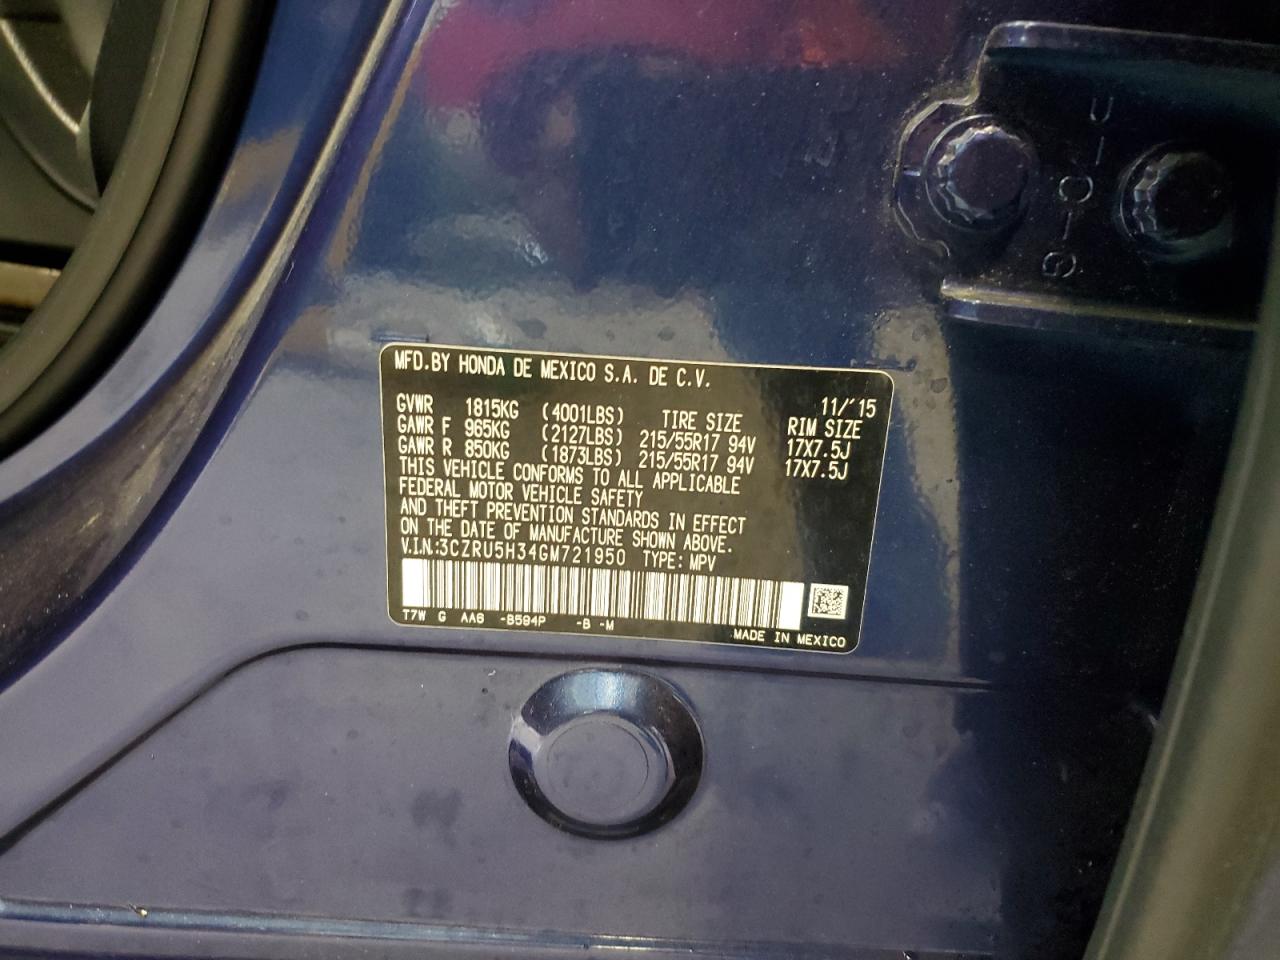 MFD.BY HONDA DE MEXICO S.A. DE C.V.
11/'15
GVWR 1815KG (4001LBS) TIRE SIZE RIM SIZE
GAWR F 965KG (2127LBS) 215/55R17 94V 17X7.5J
GAWR R 850KG (1873LBS) 215/55R17 94V 17X7.5J
THIS VEHICLE CONFORMS TO ALL APPLICABLE
FEDERAL MOTOR VEHICLE SAFETY
AND THEFT PREVENTION STANDARDS IN EFFECT
ON THE DATE OF MANUFACTURE SHOWN ABOVE.
V.I.N.:3CZRU5H34GM721950 TYPE: MPV
T7W G AA6 -B594P -B -M
MADE IN MEXICO